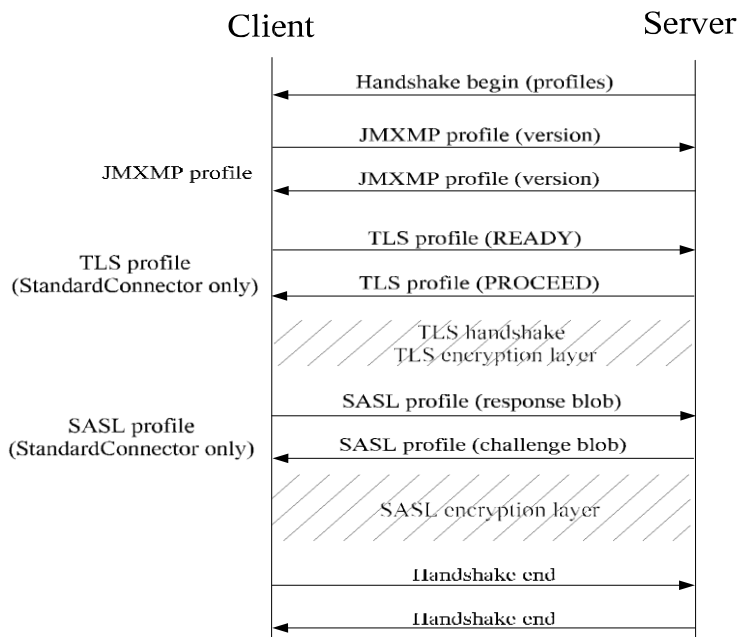 Client
Server
Handshake begin (profiles)
JMXMP profile (version)
JMXMP profile
JMXMP profile (version)
TLS profile (READY)
TLS profile
(StandardConnector only)
TLS profile (PROCEED)
TLS handshake
TLS encryption layer
SASL profile (response blob)
SASL profile
(StandardConnector only)
SASL profile (challenge blob)
SASL encryption layer
Handshake end
Handshake end